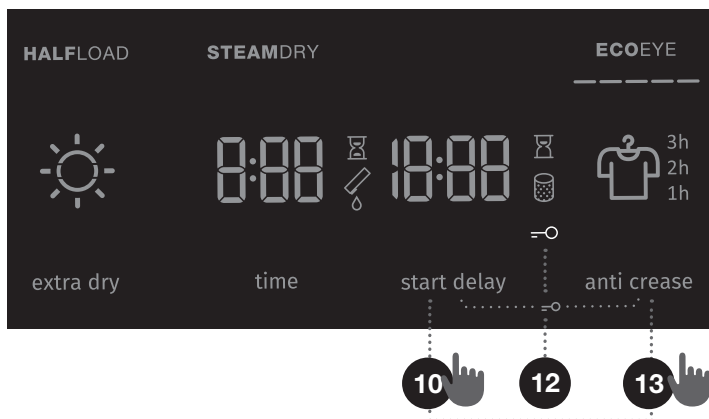 HALFLOAD
STEAMDRY
ECOEYE
8:88
18:88
3h
2h
1h
extra dry
time
start delay
anti crease
10
12
13